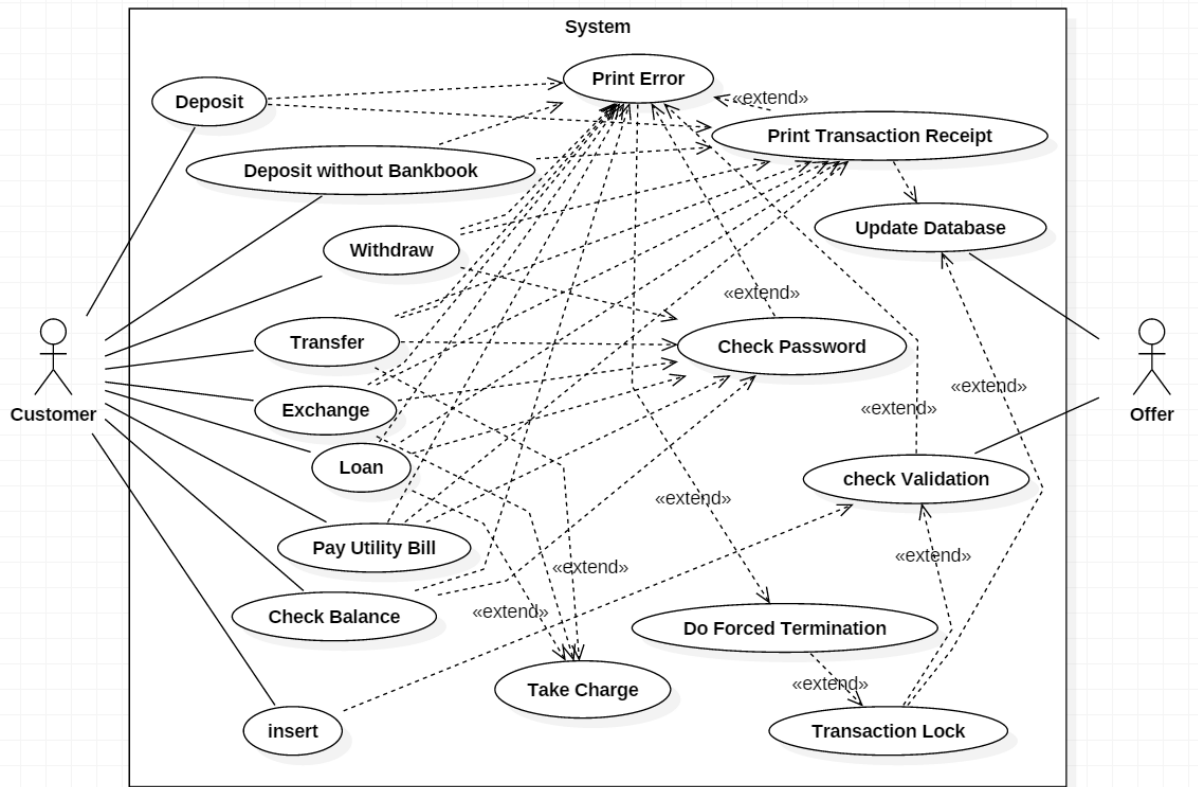 System
Print Error
Deposit
«extend»
Print Transaction Receipt
Deposit without Bankbook
Update Database
Withdraw
«extend»
Transfer
Check Password
Customer
Exchange
«extend»
«extend»
Offer
Loan
check Validation
«extend»
Pay Utility Bill
«extend»
«extend»
Check Balance
«extend»
Do Forced Termination
Take Charge
«extend»
insert
Transaction Lock